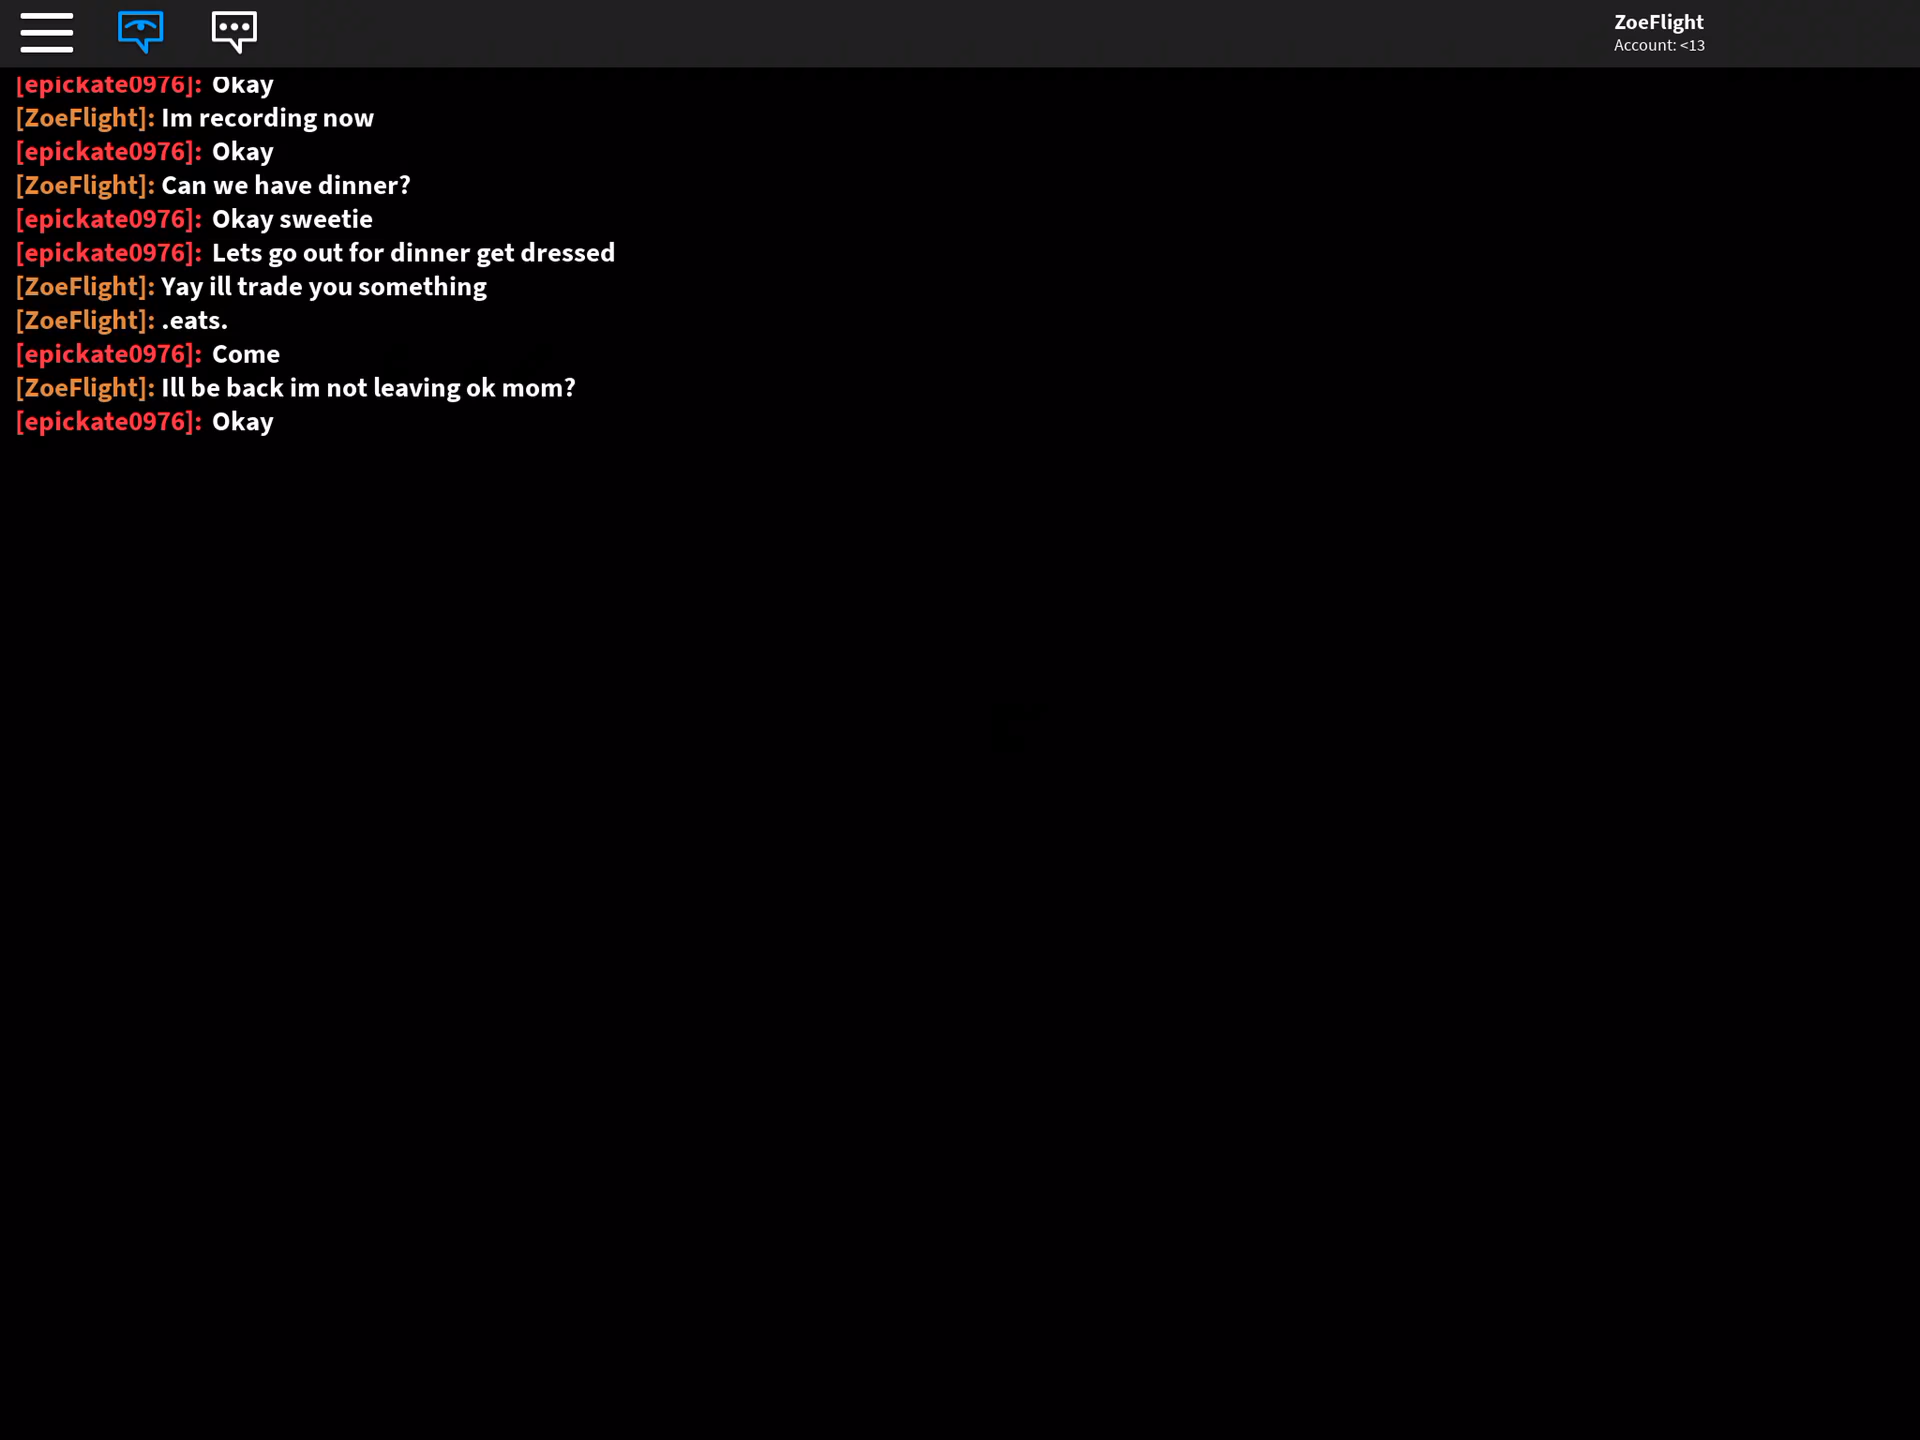 ZoeFlight
Account: <13
[epickate0976]: Okay
[ZoeFlight]: Im recording now
[epickate0976]: Okay
[ZoeFlight]: Can we have dinner?
[epickate0976]: Okay sweetie
[epickate0976]: Lets go out for dinner get dressed
[ZoeFlight]: Yay ill trade you something
[ZoeFlight]: .eats.
[epickate0976]: Come
[ZoeFlight]: Ill be back im not leaving ok mom?
[epickate0976]: Okay